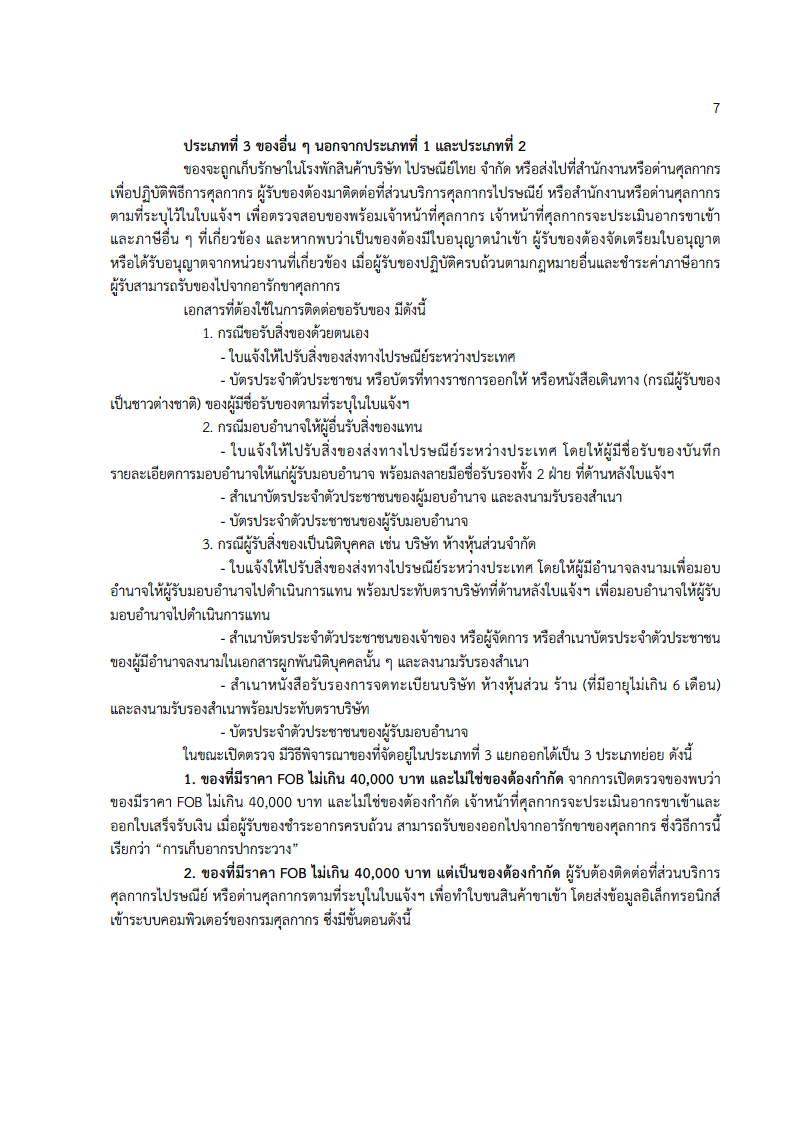 7
ประเภทที่ 3 ของอื่น ๆ นอกจากประเภทที่ 1 และประเภทที่ 2
ของจะถูกเก็บรักษาในโรงพักสินค้าบริษัท ไปรษณีย์ไทย จำกัด หรือส่งไปที่สำนักงานหรือด่านศุลกากร
เพื่อปฏิบัติพิธีการศุลกากร ผู้รับของต้องมาติดต่อที่ส่วนบริการศุลกากรไปรษณีย์ หรือสำนักงานหรือด่านศุลกากร
ตามที่ระบุไว้ในใบแจ้งฯ เพื่อตรวจสอบของพร้อมเจ้าหน้าที่ศุลกากร เจ้าหน้าที่ศุลกากรจะประเมินอากรขาเข้า
และภาษีอื่น ๆ ที่เกี่ยวข้อง และหากพบว่าเป็นของต้องมีใบอนุญาตนำเข้า ผู้รับของต้องจัดเตรียมใบอนุญาต
หรือได้รับอนุญาตจากหน่วยงานที่เกี่ยวข้อง เมื่อผู้รับของปฏิบัติครบถ้วนตามกฎหมายอื่นและชำระค่าภาษีอากร
ผู้รับสามารถรับของไปจากอารักขาศุลกากร
เอกสารที่ต้องใช้ในการติดต่อขอรับของ มีดังนี้
1. กรณีขอรับสิ่งของด้วยตนเอง
- ใบแจ้งให้ไปรับสิ่งของส่งทางไปรษณีย์ระหว่างประเทศ
- บัตรประจำตัวประชาชน หรือบัตรที่ทางราชการออกให้ หรือหนังสือเดินทาง (กรณีผู้รับของ
เป็นชาวต่างชาติ) ของผู้มีชื่อรับของตามที่ระบุในใบแจ้งฯ
2. กรณีมอบอำนาจให้ผู้อื่นรับสิ่งของแทน
- ใบแจ้งให้ไปรับสิ่งของส่งทางไปรษณีย์ระหว่างประเทศ โดยให้ผู้มีชื่อรับของบันทึก
รายละเอียดการมอบอำนาจให้แก่ผู้รับมอบอำนาจ พร้อมลงลายมือชื่อรับรองทั้ง 2 ฝ่าย ที่ด้านหลังใบแจ้งฯ
- สำเนาบัตรประจำตัวประชาชนของผู้มอบอำนาจ และลงนามรับรองสำเนา
- บัตรประจำตัวประชาชนของผู้รับมอบอำนาจ
3. กรณีผู้รับสิ่งของเป็นนิติบุคคล เช่น บริษัท ห้างหุ้นส่วนจำกัด
- ใบแจ้งให้ไปรับสิ่งของส่งทางไปรษณีย์ระหว่างประเทศ โดยให้ผู้มีอำนาจลงนามเพื่อมอบ
อำนาจให้ผู้รับมอบอำนาจไปดำเนินการแทน พร้อมประทับตราบริษัทที่ด้านหลังใบแจ้งฯ เพื่อมอบอำนาจให้ผู้รับ
มอบอำนาจไปดำเนินการแทน
- สำเนาบัตรประจำตัวประชาชนของเจ้าของ หรือผู้จัดการ หรือสำเนาบัตรประจำตัวประชาชน
ของผู้มีอำนาจลงนามในเอกสารผูกพันนิติบุคคลนั้น ๆ และลงนามรับรองสำเนา
- สำเนาหนังสือรับรองการจดทะเบียนบริษัท ห้างหุ้นส่วน ร้าน (ที่มีอายุไม่เกิน 6 เดือน)
และลงนามรับรองสำเนาพร้อมประทับตราบริษัท
- บัตรประจำตัวประชาชนของผู้รับมอบอำนาจ
ในขณะเปิดตรวจ มีวิธีพิจารณาของที่จัดอยู่ในประเภทที่ 3 แยกออกได้เป็น 3 ประเภทย่อย ดังนี้
1. ของที่มีราคา FOB ไม่เกิน 40,000 บาท และไม่ใช่ของต้องกำกัด จากการเปิดตรวจของพบว่า
ของมีราคา FOB ไม่เกิน 40,000 บาท และไม่ใช่ของต้องกำกัด เจ้าหน้าที่ศุลกากรจะประเมินอากรขาเข้าและ
ออกใบเสร็จรับเงิน เมื่อผู้รับของชำระอากรครบถ้วน สามารถรับของออกไปจากอารักขาของศุลกากร ซึ่งวิธีการนี้
เรียกว่า “การเก็บอากรปากระวาง”
2. ของที่มีราคา FOB ไม่เกิน 40,000 บาท แต่เป็นของต้องกำกัด ผู้รับต้องติดต่อที่ส่วนบริการ
ศุลกากรไปรษณีย์ หรือด่านศุลกากรตามที่ระบุในใบแจ้งฯ เพื่อทำใบขนสินค้าขาเข้า โดยส่งข้อมูลอิเล็กทรอนิกส์
เข้าระบบคอมพิวเตอร์ของกรมศุลกากร ซึ่งมีขั้นตอนดังนี้